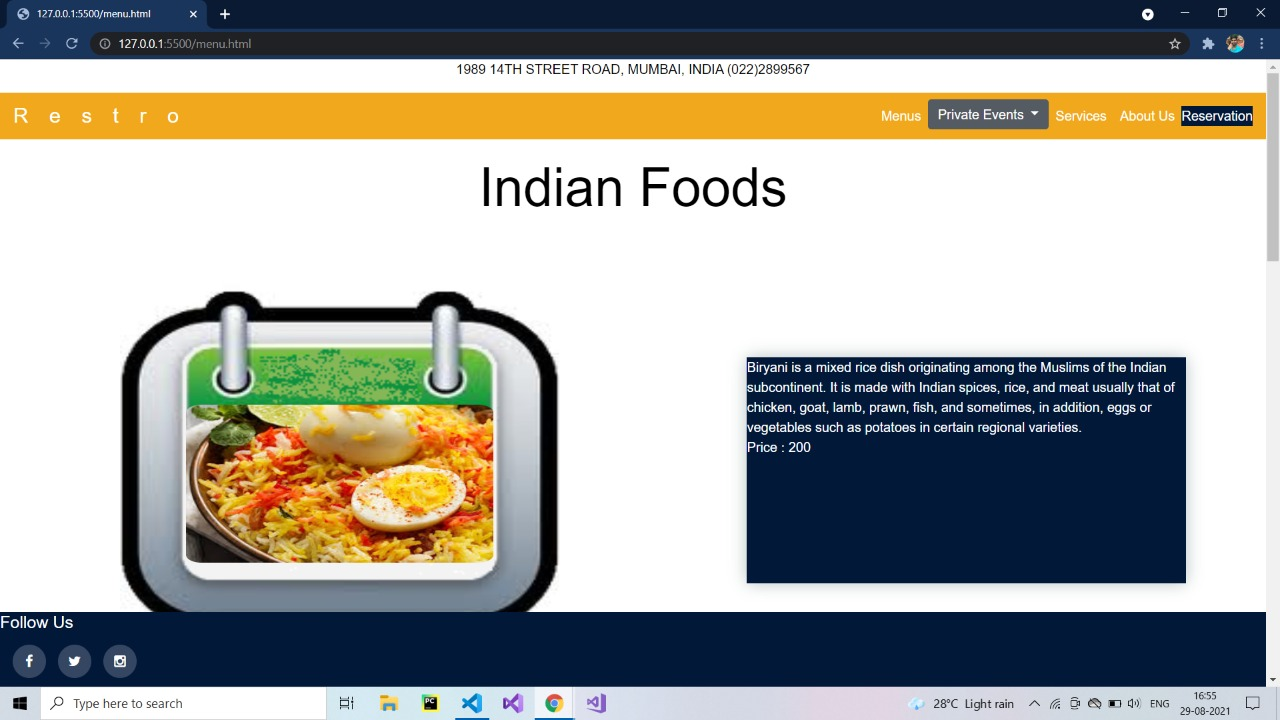 127.0.0.1:5500/menu.html
127.0.0.1:5500/menu.html
1989 14TH STREET ROAD, MUMBAI, INDIA (022)2899567
Restro
Menus Private Events Services About Us Reservation
Indian Foods
Biryani is a mixed rice dish originating among the Muslims of the Indian
subcontinent. It is made with Indian spices, rice, and meat usually that of
chicken, goat, lamb, prawn, fish, and sometimes, in addition, eggs or
vegetables such as potatoes in certain regional varieties.
Price : 200
Follow Us
Type here to search
PC
28°C Light rain
ENG
16:55
29-08-2021